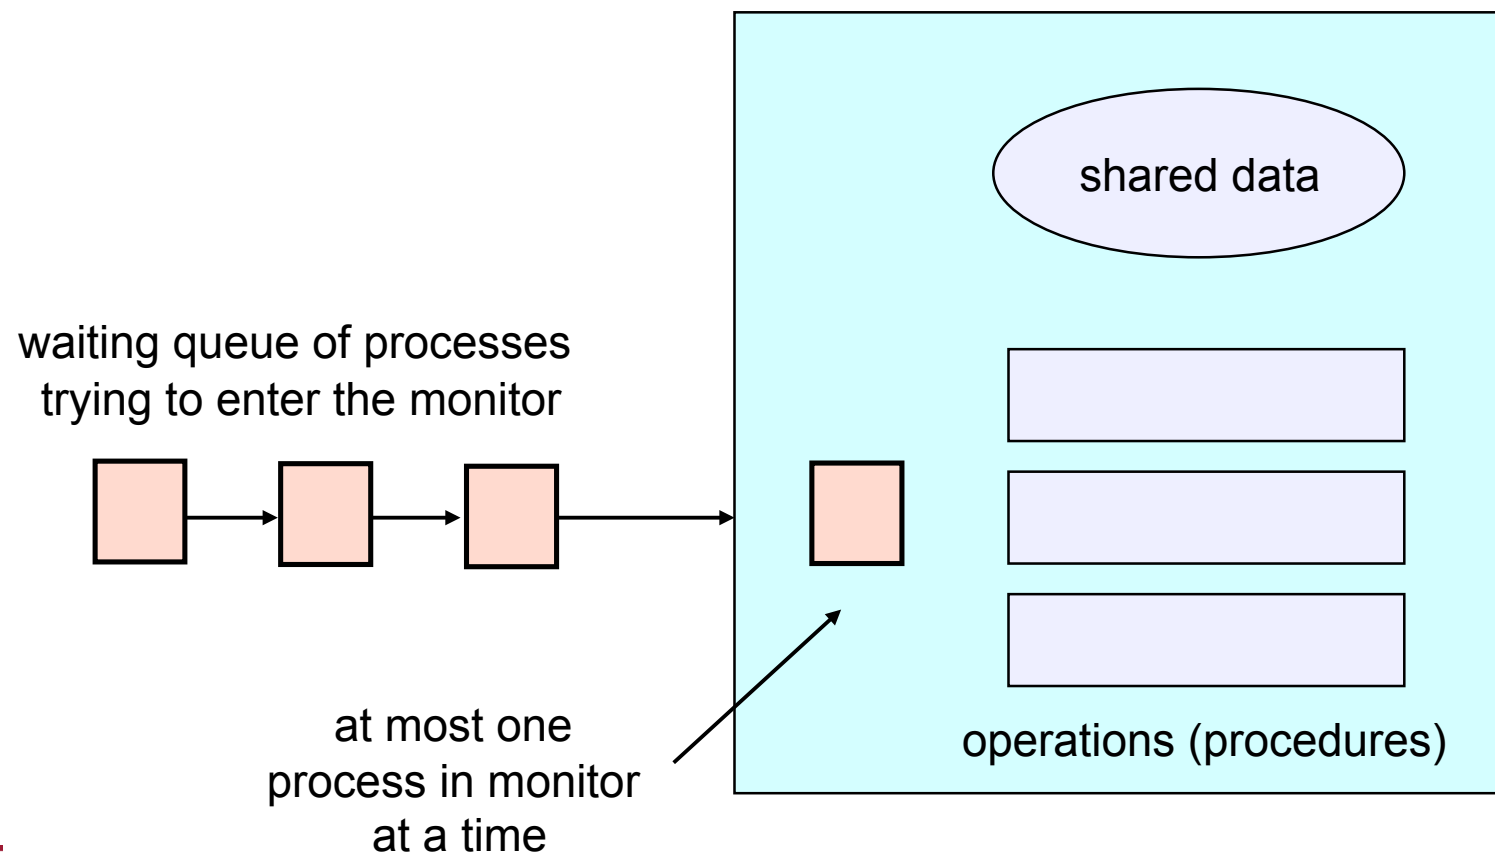 shared data
waiting queue of processes
trying to enter the monitor
at most one
process in monitor
at a time
operations (procedures)